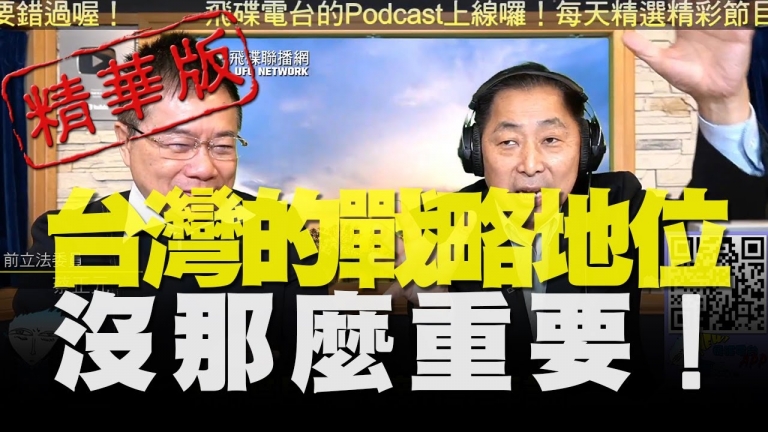 要錯過喔！ 飛碟電台的Podcast上線囉！每天精選精彩節目
精華版
飛碟聯播網
UFO NETWORK
台灣的戰略地位
前立法委員
沒那麼重要！